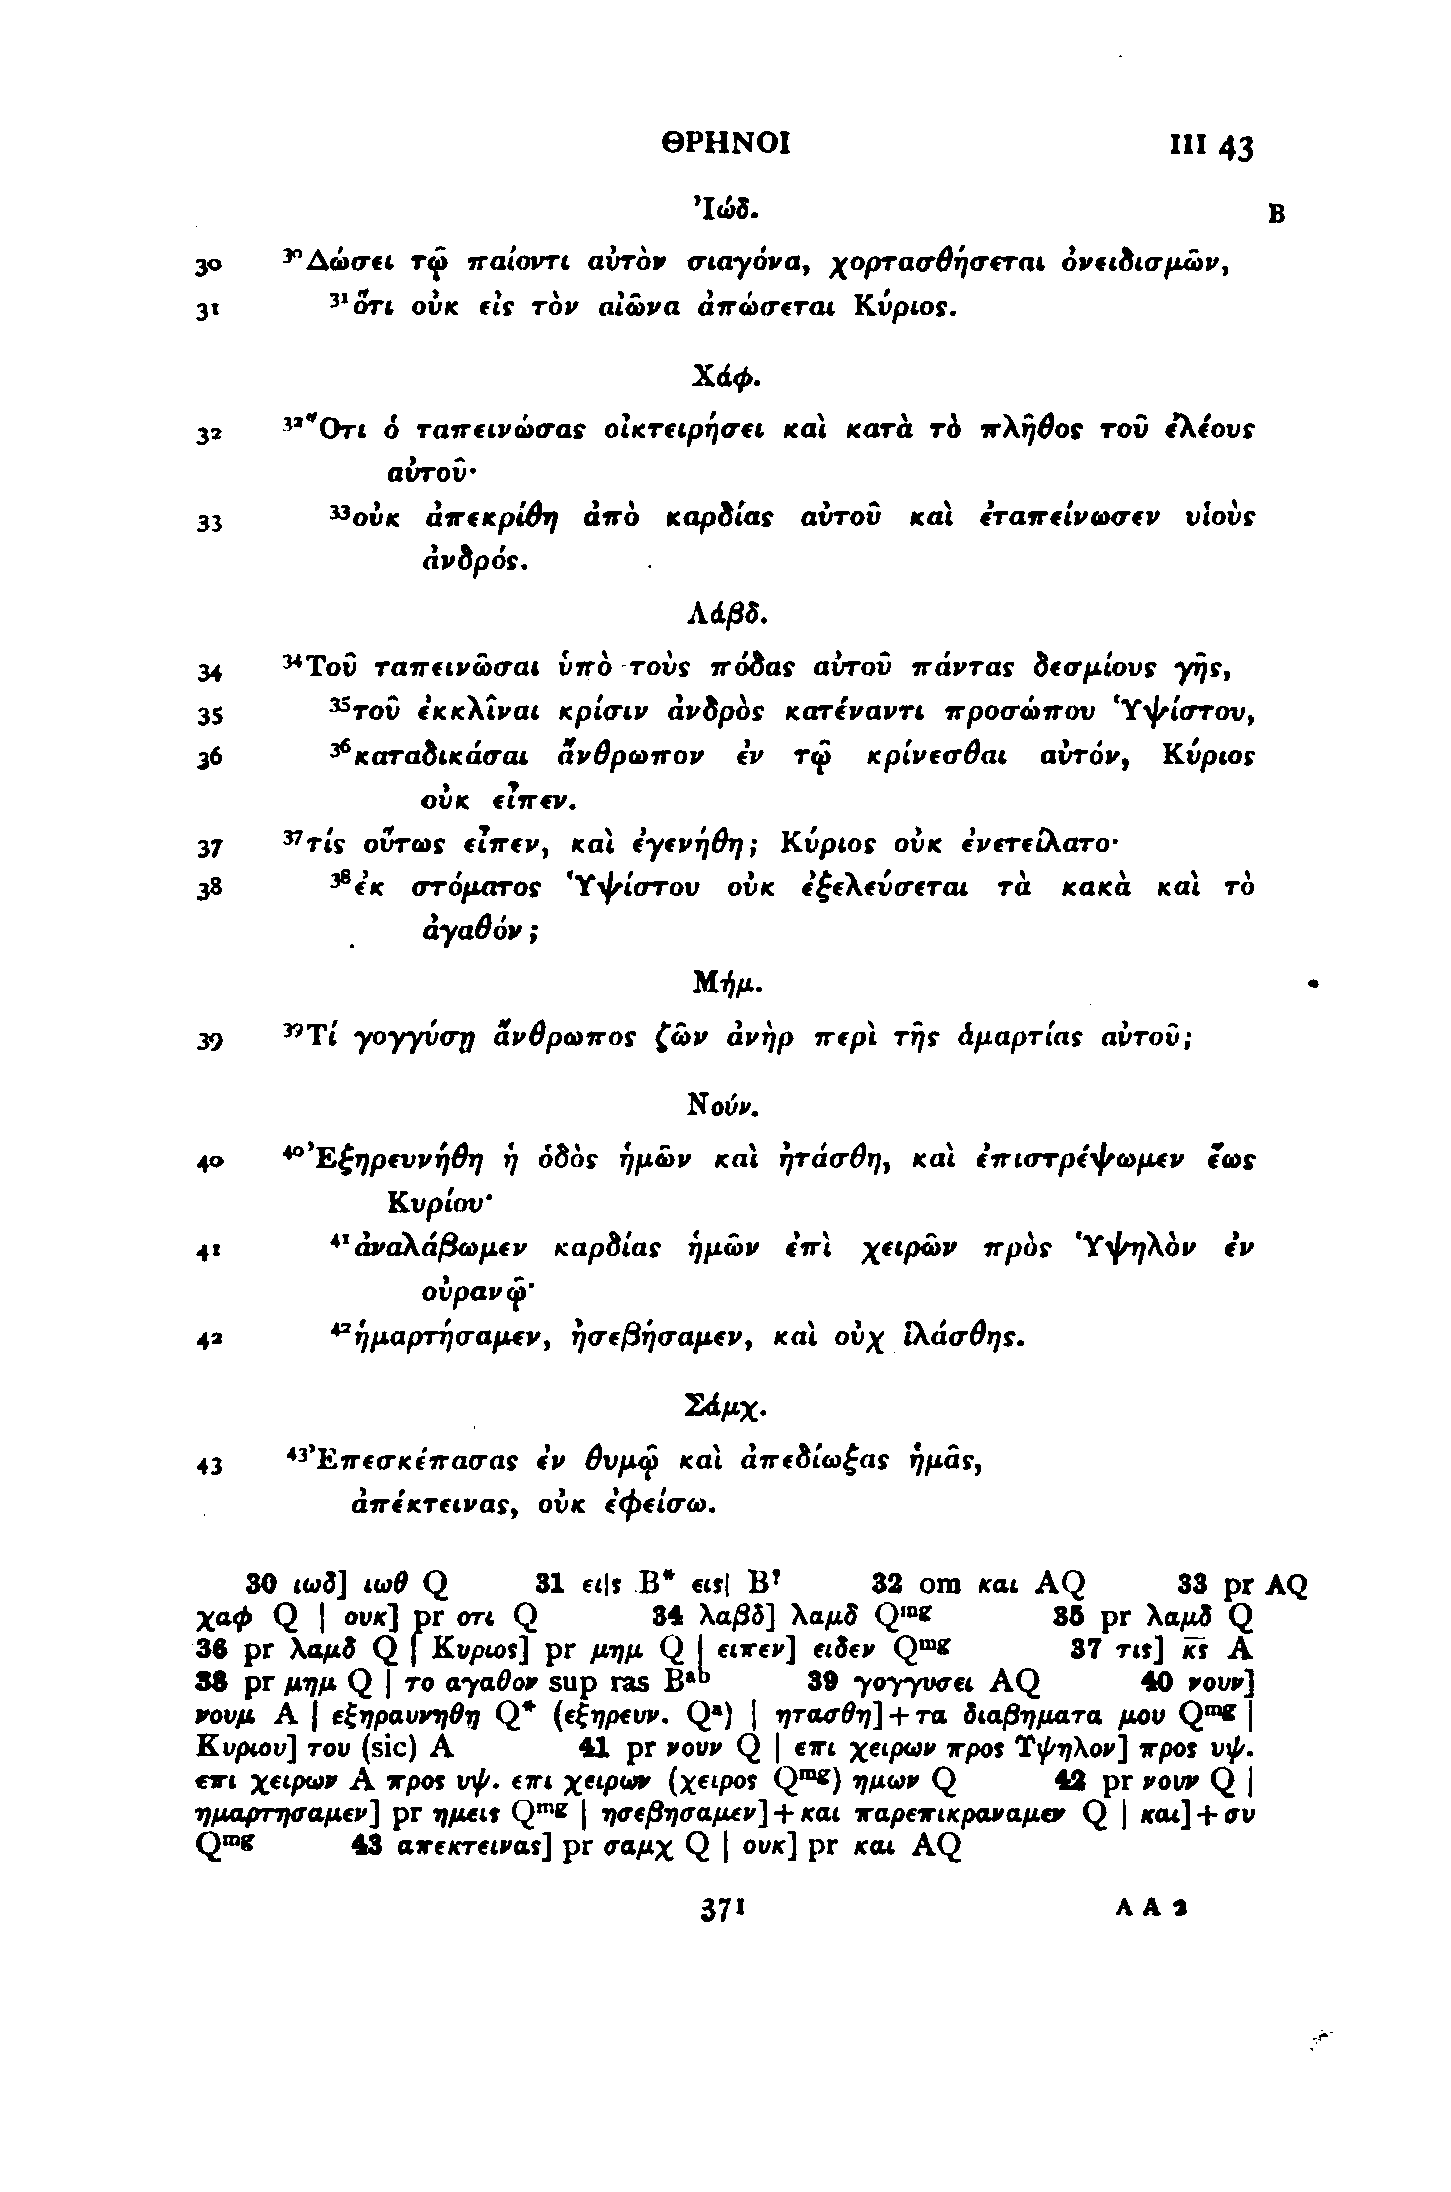 ΘΡΗΝΟΙ III 43
Ἰώδ. B
30 ³⁰Δώσει τῷ παίοντι αὐτὸν σιαγόνα, χορτασθήσεται ὀνειδισμῶν,
31 ³¹ὅτι οὐκ εἰς τὸν αἰῶνα ἀπώσεται Κύριος.
Χάφ.
32 ³²Ὅτι ὁ ταπεινώσας οἰκτειρήσει καὶ κατὰ τὸ πλῆθος τοῦ ἐλέους
αὐτοῦ·
33 ³³οὐκ ἀπεκρίθη ἀπὸ καρδίας αὐτοῦ καὶ ἐταπείνωσεν υἱοὺς
ἀνδρός.
Λάβδ.
34 ³⁴Τοῦ ταπεινῶσαι ὑπὸ τοὺς πόδας αὐτοῦ πάντας δεσμίους γῆς,
35 ³⁵τοῦ ἐκκλῖναι κρίσιν ἀνδρὸς κατέναντι προσώπου Ὑψίστου,
36 ³⁶καταδικάσαι ἄνθρωπον ἐν τῷ κρίνεσθαι αὐτόν, Κύριος
οὐκ εἶπεν.
37 ³⁷τίς οὕτως εἶπεν, καὶ ἐγενήθη; Κύριος οὐκ ἐνετείλατο·
38 ³⁸ἐκ στόματος Ὑψίστου οὐκ ἐξελεύσεται τὰ κακὰ καὶ τὸ
ἀγαθόν;
Μήμ.
39 ³⁹Τί γογγύσῃ ἄνθρωπος ζῶν ἀνὴρ περὶ τῆς ἁμαρτίας αὐτοῦ;
Νούν.
40 ⁴⁰Ἐξηρευνήθη ἡ ὁδὸς ἡμῶν καὶ ἠτάσθη, καὶ ἐπιστρέψωμεν ἕως
Κυρίου·
41 ⁴¹ἀναλάβωμεν καρδίας ἡμῶν ἐπὶ χειρῶν πρὸς Ὑψηλὸν ἐν
οὐρανῷ·
42 ⁴²ἡμαρτήσαμεν, ἠσεβήσαμεν, καὶ οὐχ ἱλάσθης.
Σάμχ.
43 ⁴³Ἐπεσκέπασας ἐν θυμῷ καὶ ἀπεδίωξας ἡμᾶς,
ἀπέκτεινας, οὐκ ἐφείσω.
30 ιωδ] ιωθ Q 31 ει|ς B* εις| B? 32 om και AQ 33 pr AQ
χαφ Q | ουκ] pr οτι Q 34 λαβδ] λαμδ Qᵐᵍ 35 pr λαμδ Q
36 pr λαμδ Q | Κυριος] pr μημ Q | ειπεν] ειδεν Qᵐᵍ 37 τις] κ̅ς̅ A
38 pr μημ Q | το αγαθον sup ras Bᵃᵇ 39 γογγυσει AQ 40 νουν]
νουμ A | εξηραυνηθη Q* (εξηρευν. Qᵃ) | ητασθη]+τα διαβηματα μου Qᵐᵍ |
Κυριου] του (sic) A 41 pr νουν Q | επι χειρων προς Υψηλον] προς υψ.
επι χειρων A προς υψ. επι χειρων (χειρος Qᵐᵍ) ημων Q 42 pr νουν Q |
ημαρτησαμεν] pr ημεις Qᵐᵍ | ησεβησαμεν]+και παρεπικραναμεν Q | και]+συ
Qᵐᵍ 43 απεκτεινας] pr σαμχ Q | ουκ] pr και AQ
371 A A 2